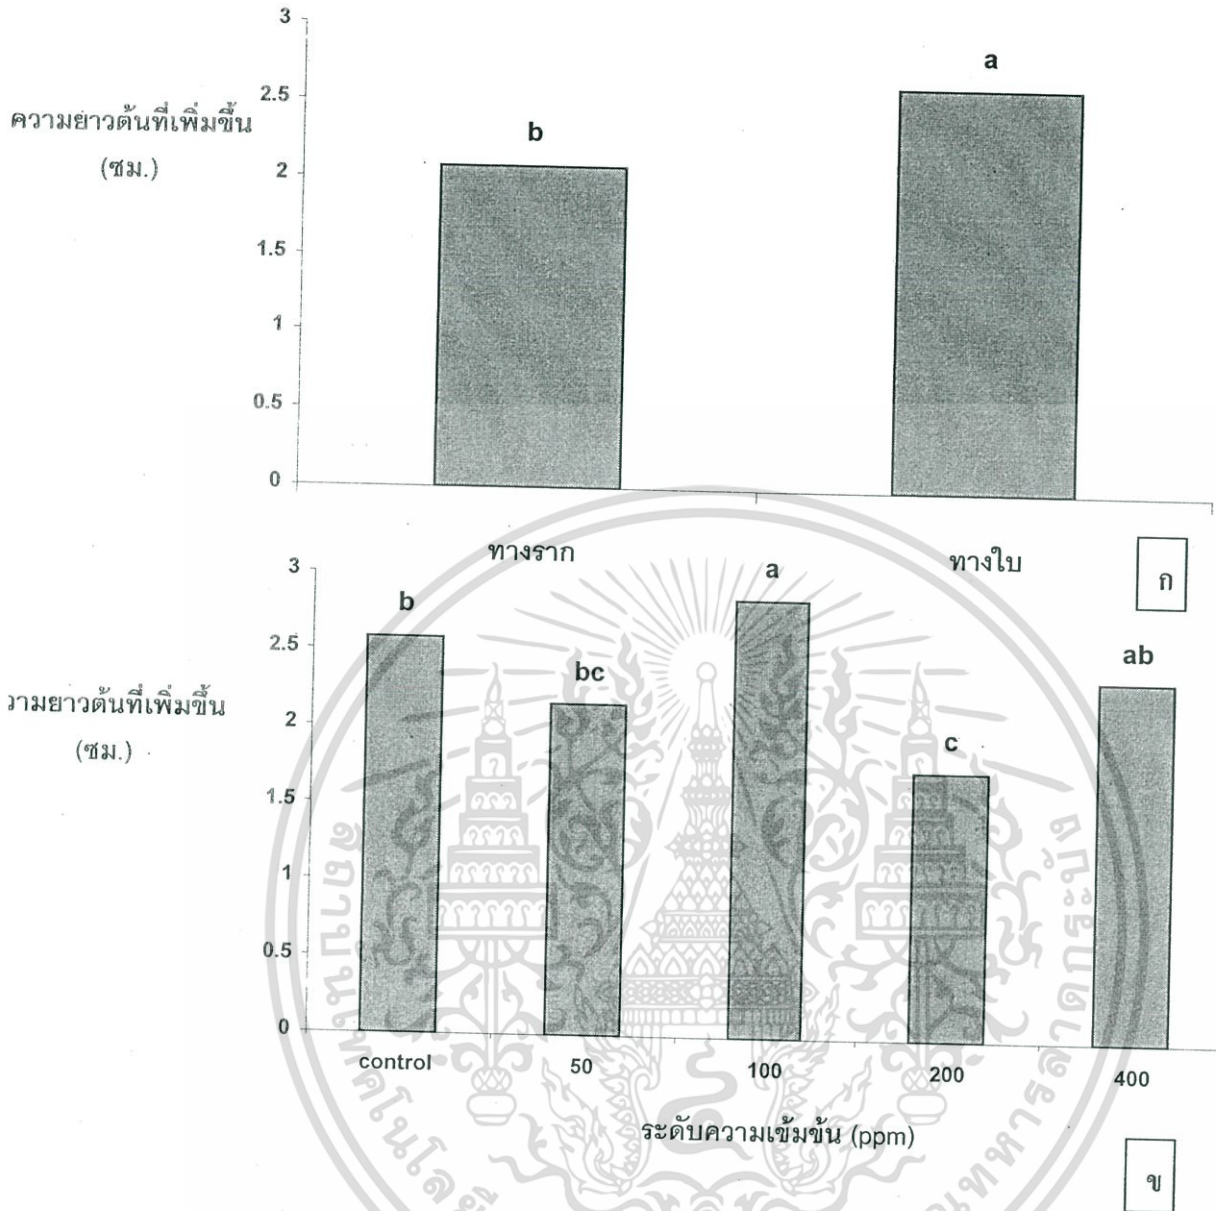 3
a
2.5
ความยาวต้นที่เพิ่มขึ้น
b
(ซม.)
2
1.5
1
0.5
0
ทางราก
ทางใบ
ก
3
a
b
2.5
ab
bc
วามยาวต้นที่เพิ่มขึ้น
2
(ซม.)
c
1.5
1
0.5
0
control
50
100
200
400
ระดับความเข้มข้น (ppm)
ข